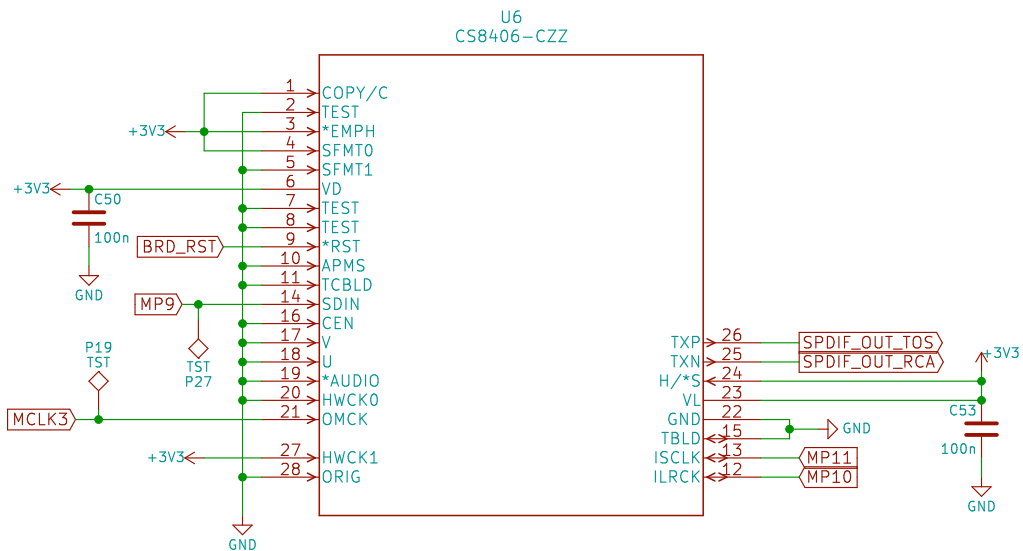 U6
CS8406-CZZ
1 COPY/C
2 TEST
+3V3 3 *EMPH
4 SFMT0
5 SFMT1
+3V3 6 VD
C50
7 TEST
8 TEST
100n
BRD_RST 9 *RST
10 APMS
11 TCBLD
GND
MP9 14 SDIN
16 CEN
17 V
18 U
19 *AUDIO
20 HWCK0
P19
TST
TST
P27
MCLK3 21 OMCK
+3V3 27 HWCK1
28 ORIG
GND
TXP 26 SPDIF_OUT_TOS
TXN 25 SPDIF_OUT_RCA
+3V3
H/*S 24
VL 23
GND 22
C53
TBLD 15 GND
100n
ISCLK 13 MP11
ILRCK 12 MP10
GND